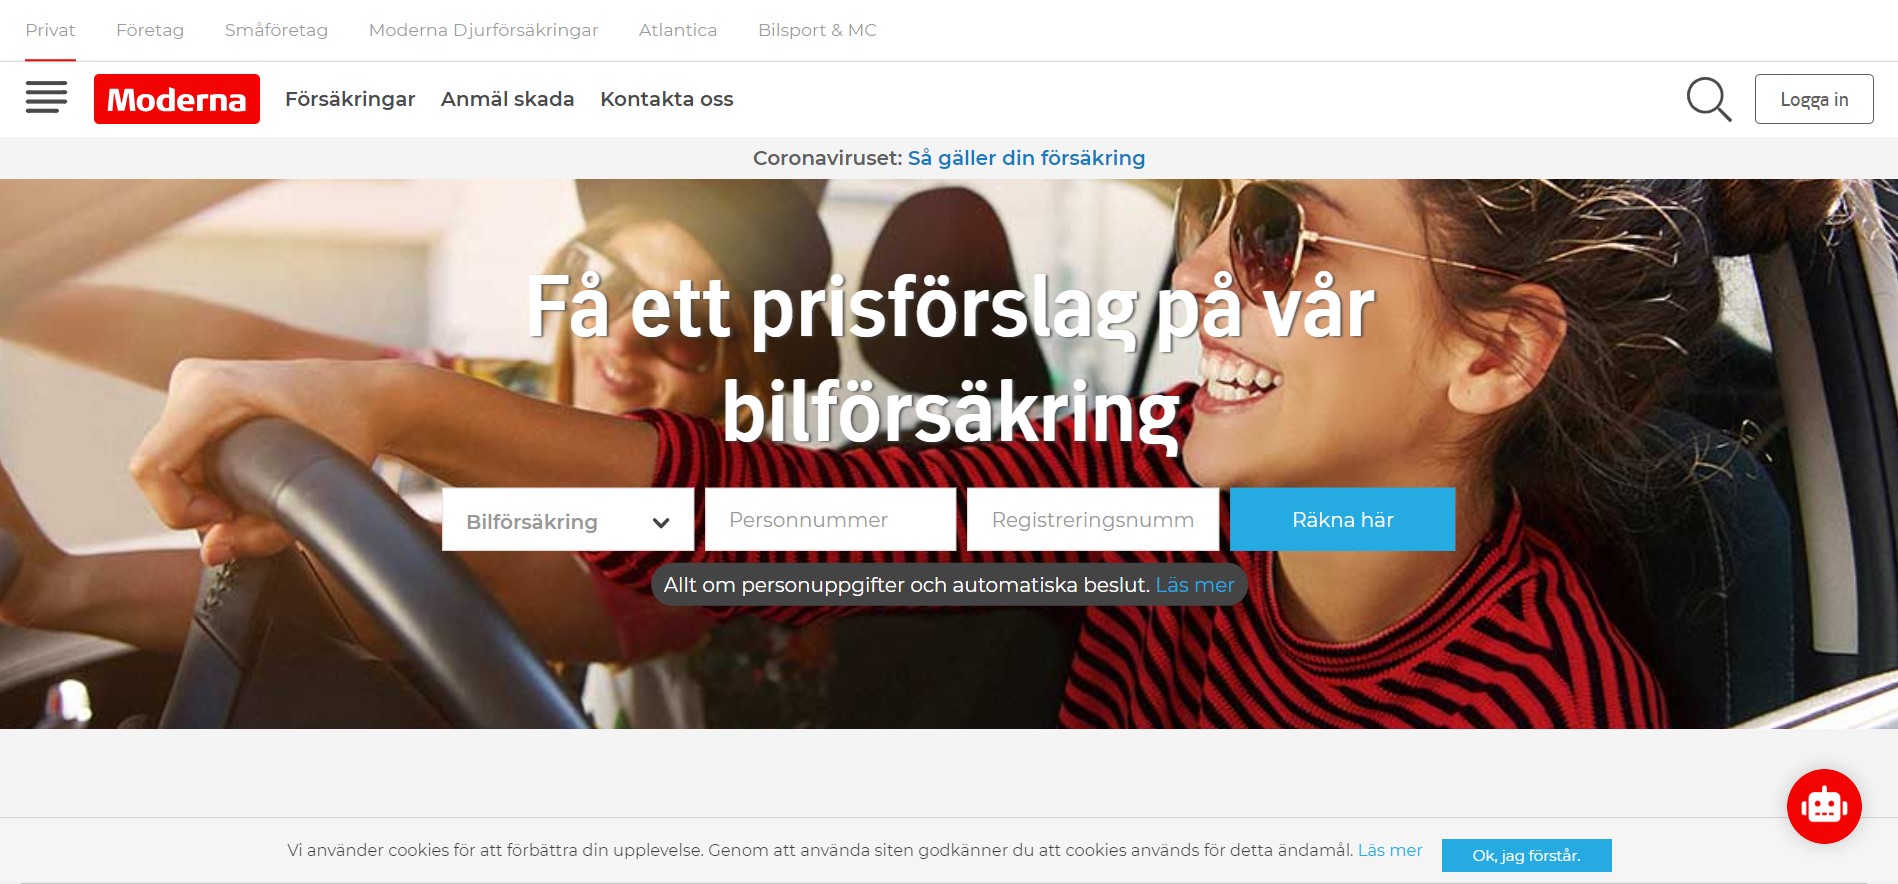 Privat Företag Småföretag Moderna Djurförsäkringar Atlantica Bilsport & MC
Moderna Försäkringar Anmäl skada Kontakta oss Logga in
Coronaviruset: Så gäller din försäkring
Få ett prisförslag på vår
bilförsäkring
Bilförsäkring Personnummer Registreringsnumm Räkna här
Allt om personuppgifter och automatiska beslut. Läs mer
Vi använder cookies för att förbättra din upplevelse. Genom att använda siten godkänner du att cookies används för detta ändamål. Läs mer Ok, jag förstår.